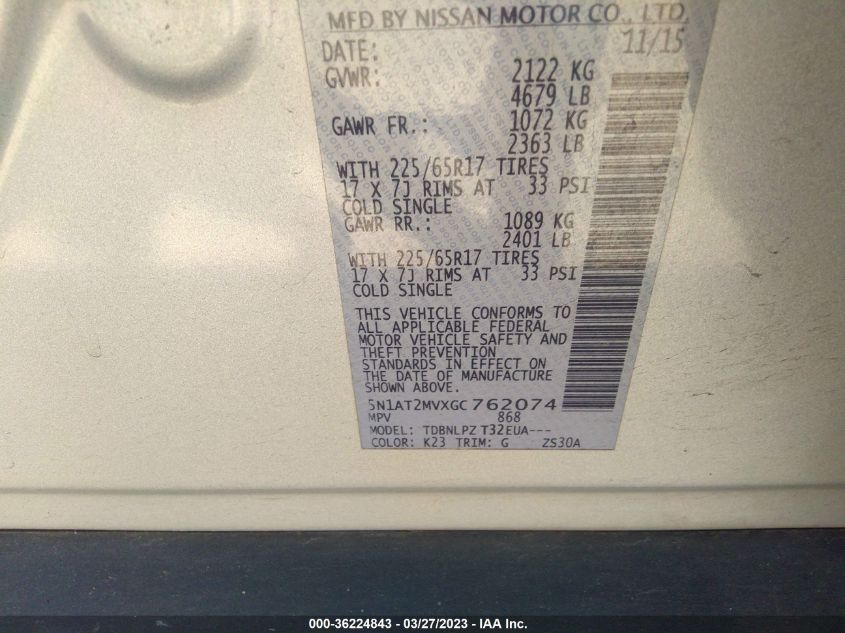 MFD BY NISSAN MOTOR CO., LTD.
DATE: 11/15
GVWR: 2122 KG
4679 LB
GAWR FR.: 1072 KG
2363 LB
WITH 225/65R17 TIRES
17 X 7J RIMS AT 33 PSI
COLD SINGLE
GAWR RR.: 1089 KG
2401 LB
WITH 225/65R17 TIRES
17 X 7J RIMS AT 33 PSI
COLD SINGLE
THIS VEHICLE CONFORMS TO
ALL APPLICABLE FEDERAL
MOTOR VEHICLE SAFETY AND
THEFT PREVENTION
STANDARDS IN EFFECT ON
THE DATE OF MANUFACTURE
SHOWN ABOVE.
5N1AT2MVXGC762074
MPV 868
MODEL: TDBNLPZ T32EUA---
COLOR: K23 TRIM: G ZS30A
000-36224843 - 03/27/2023 - 1TKS Inc.